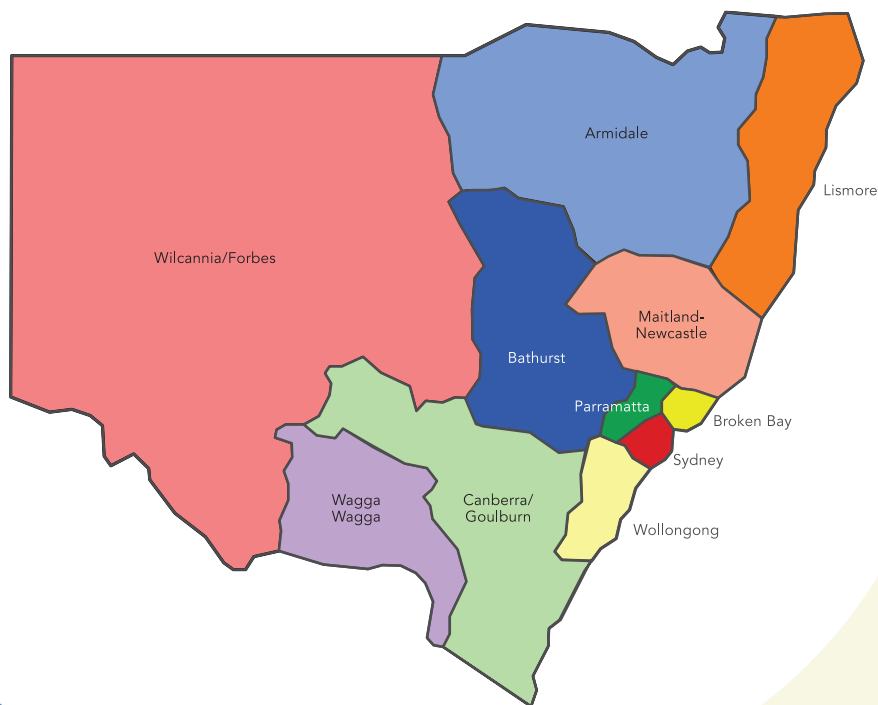 Armidale
Lismore
Wilcannia/Forbes
Maitland-
Newcastle
Bathurst
Parramatta
Broken Bay
Sydney
Wagga
Wagga
Canberra/
Goulburn
Wollongong